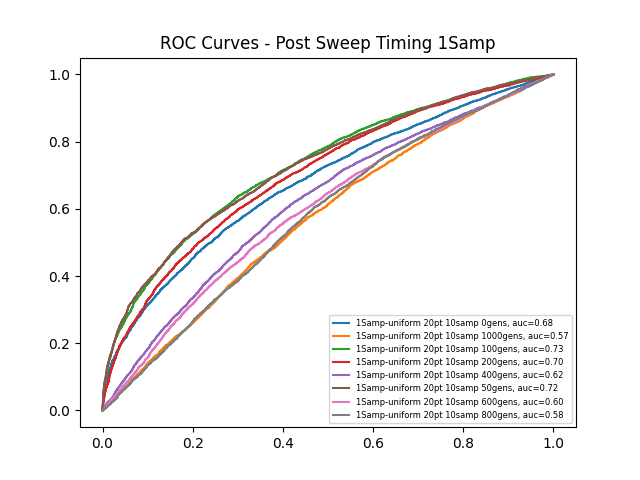 ROC Curves - Post Sweep Timing 1Samp
1.0
0.8
0.6
0.4
0.2
0.0
1Samp-uniform 20pt 10samp 0gens, auc=0.68
1Samp-uniform 20pt 10samp 1000gens, auc=0.57
1Samp-uniform 20pt 10samp 100gens, auc=0.73
1Samp-uniform 20pt 10samp 200gens, auc=0.70
1Samp-uniform 20pt 10samp 400gens, auc=0.62
1Samp-uniform 20pt 10samp 50gens, auc=0.72
1Samp-uniform 20pt 10samp 600gens, auc=0.60
1Samp-uniform 20pt 10samp 800gens, auc=0.58
0.0 0.2 0.4 0.6 0.8 1.0